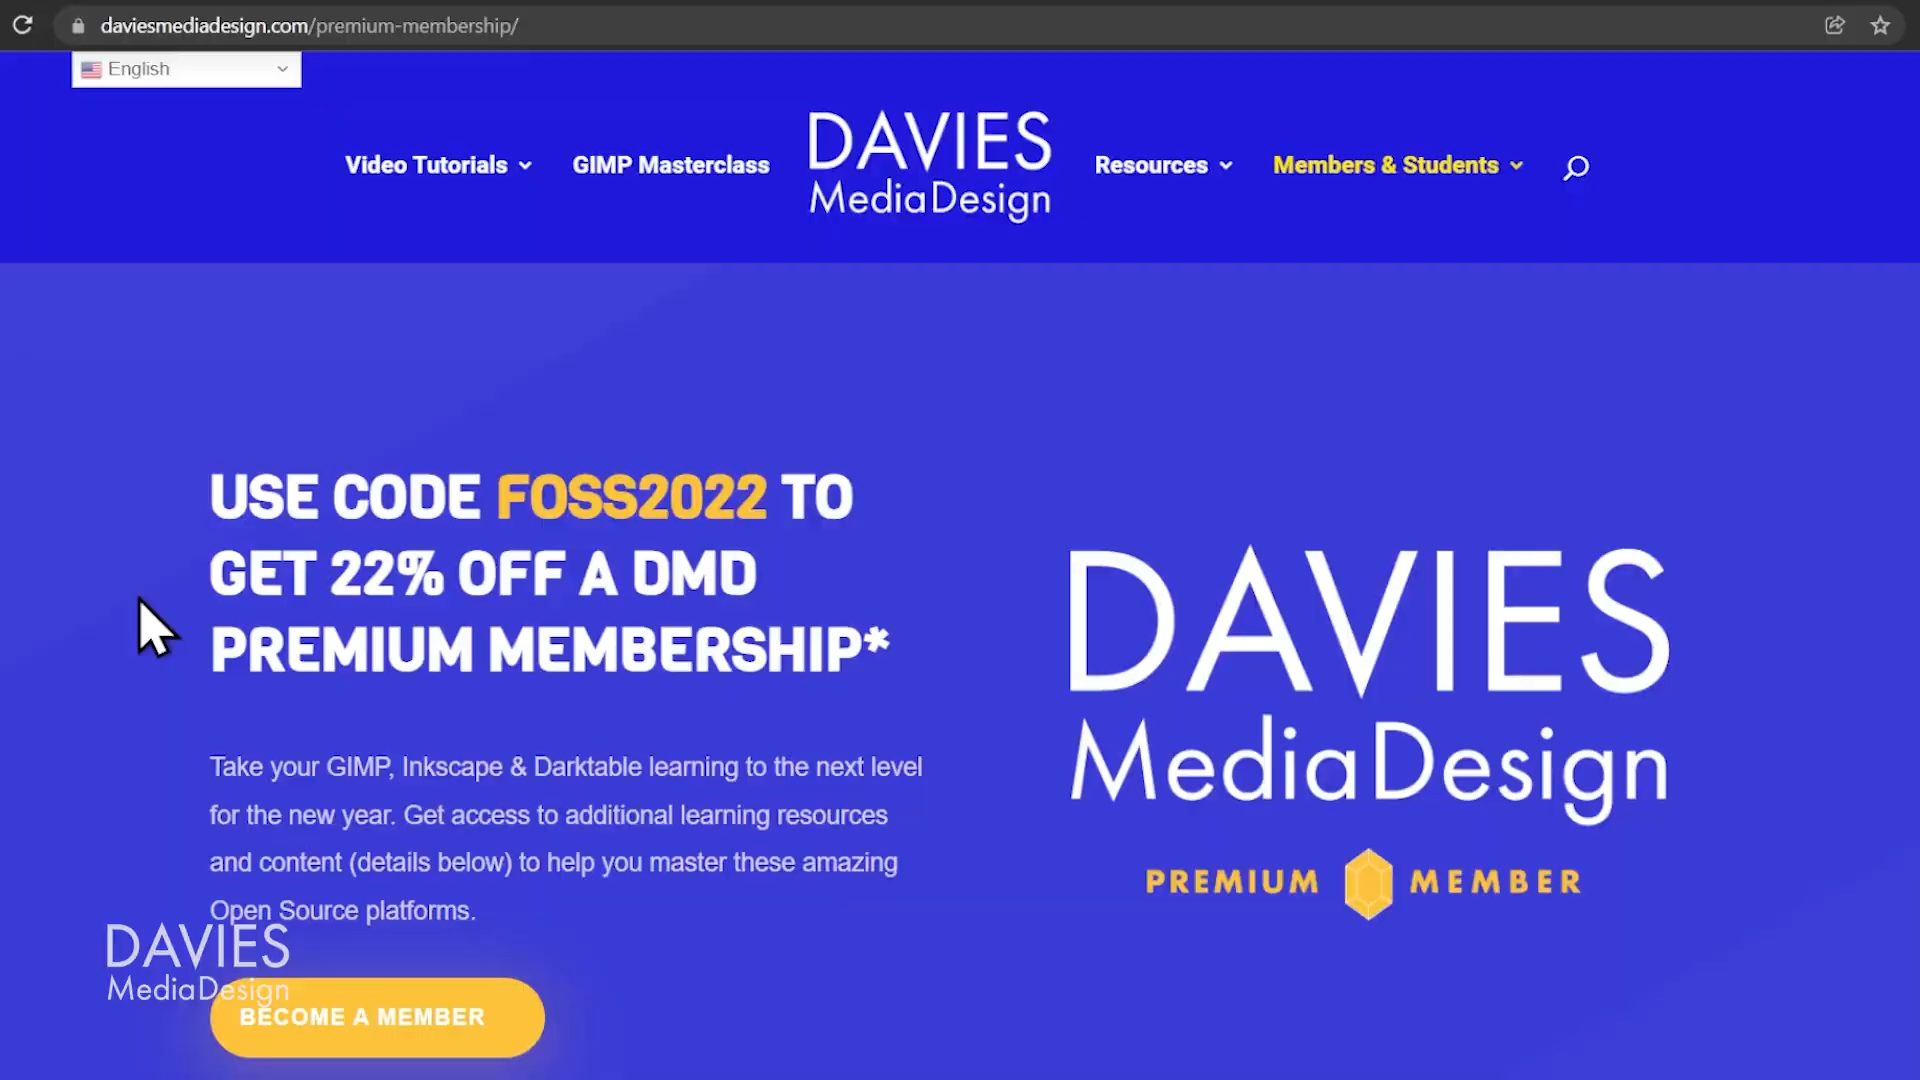 daviesmediadesign.com/premium-membership/
English
Video Tutorials
GIMP Masterclass
DAVIES
MediaDesign
Resources
Members & Students
USE CODE FOSS2022 TO
GET 22% OFF A DMD
PREMIUM MEMBERSHIP*
Take your GIMP, Inkscape & Darktable learning to the next level
for the new year. Get access to additional learning resources
and content (details below) to help you master these amazing
Open Source platforms.
BECOME A MEMBER
DAVIES
MediaDesign
PREMIUM MEMBER
DAVIES
MediaDesign